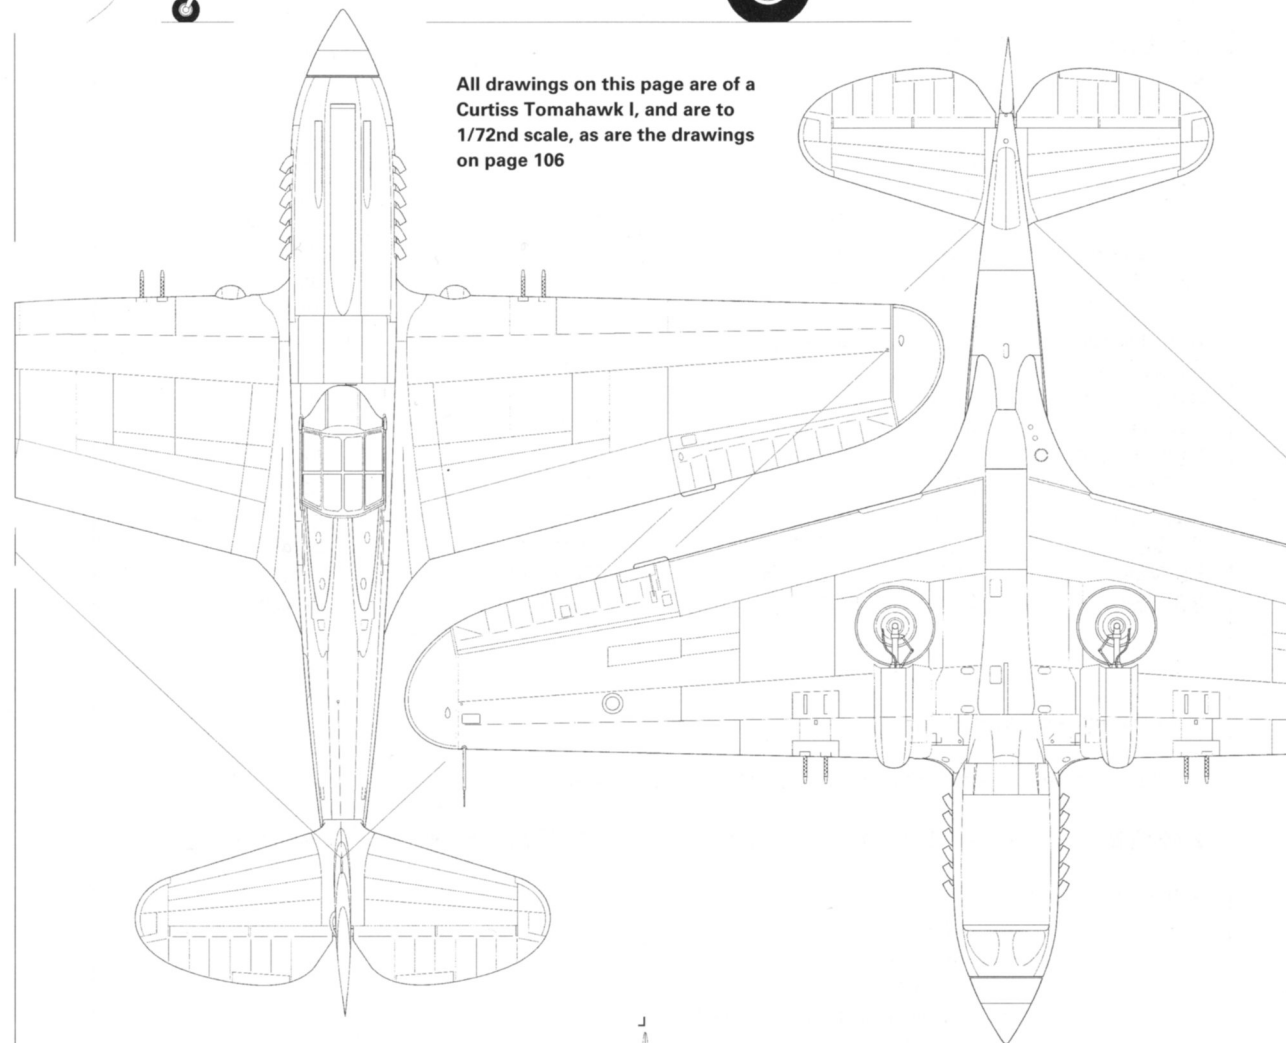 All drawings on this page are of a
Curtiss Tomahawk I, and are to
1/72nd scale, as are the drawings
on page 106